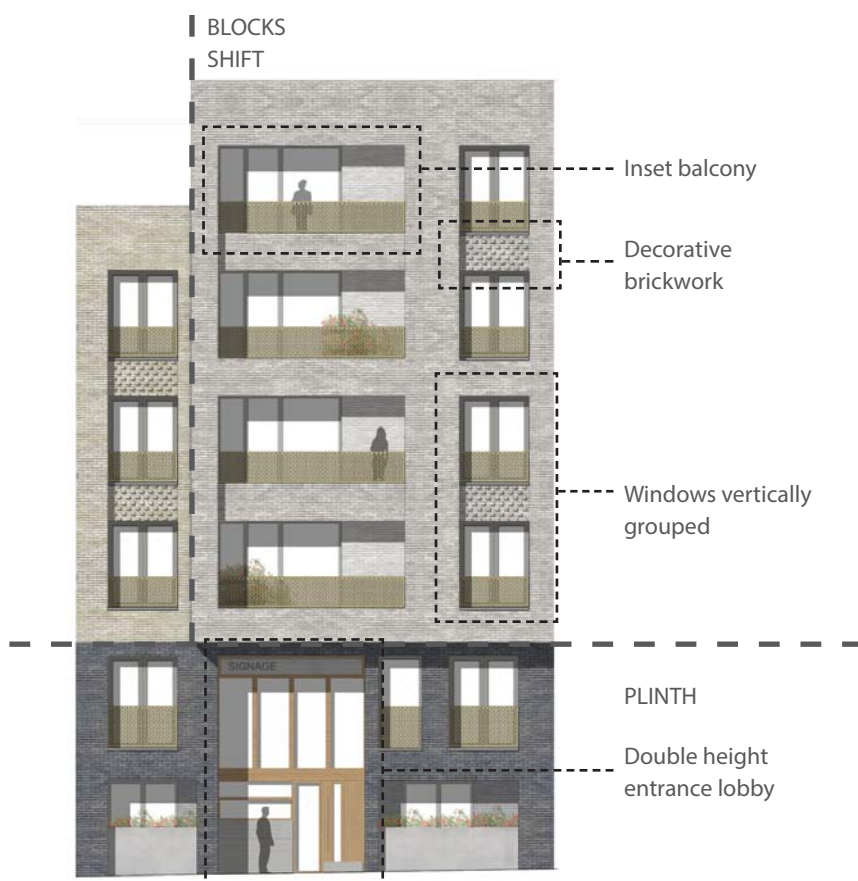 BLOCKS
SHIFT
Inset balcony
Decorative
brickwork
Windows vertically
grouped
SIGNAGE
PLINTH
Double height
entrance lobby